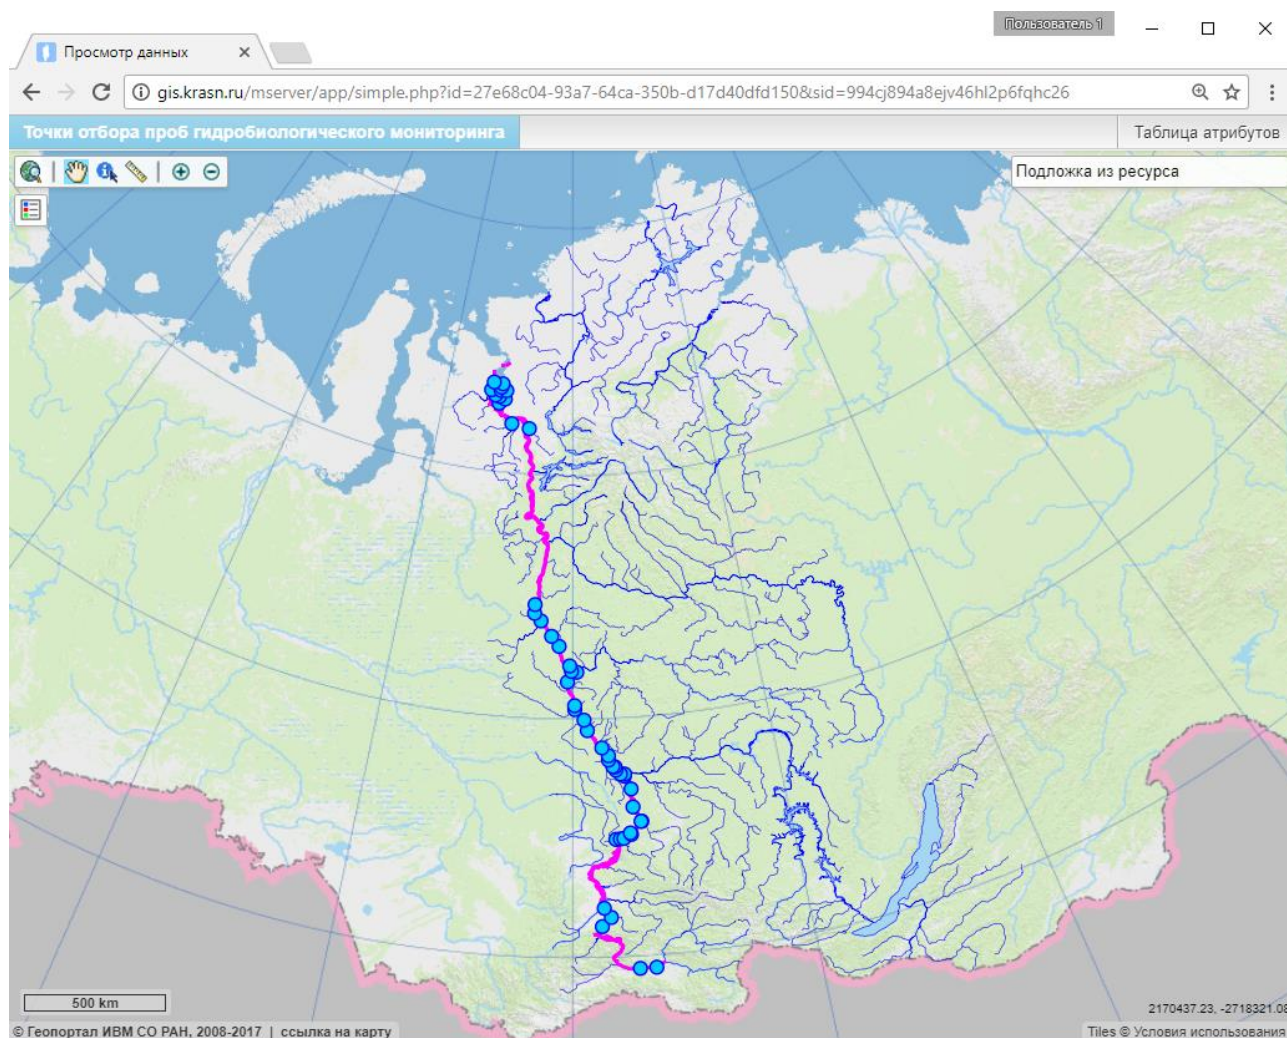 Пользователь 1
Просмотр данных
gis.krasn.ru/mserver/app/simple.php?id=27e68c04-93a7-64ca-350b-d17d40dfd150&sid=994cj894a8ejv46hl2p6fqhc26
Точки отбора проб гидробиологического мониторинга
Таблица атрибутов
Подложка из ресурса
500 km
2170437.23, -2718321.08
© Геопортал ИВМ СО РАН, 2008-2017 | ссылка на карту
Tiles © Условия использования